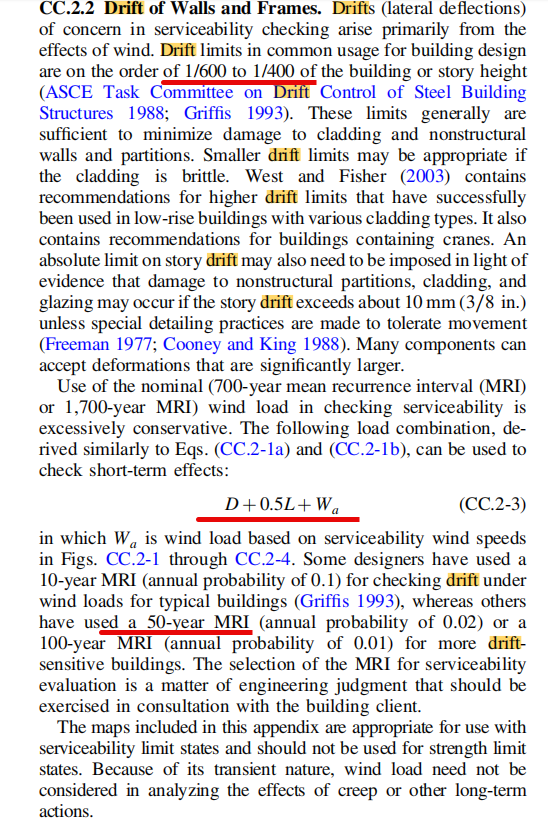 CC.2.2 Drift of Walls and Frames. Drifts (lateral deflections)
of concern in serviceability checking arise primarily from the
effects of wind. Drift limits in common usage for building design
are on the order of 1/600 to 1/400 of the building or story height
(ASCE Task Committee on Drift Control of Steel Building
Structures 1988; Griffis 1993). These limits generally are
sufficient to minimize damage to cladding and nonstructural
walls and partitions. Smaller drift limits may be appropriate if
the cladding is brittle. West and Fisher (2003) contains
recommendations for higher drift limits that have successfully
been used in low-rise buildings with various cladding types. It also
contains recommendations for buildings containing cranes. An
absolute limit on story drift may also need to be imposed in light of
evidence that damage to nonstructural partitions, cladding, and
glazing may occur if the story drift exceeds about 10 mm (3/8 in.)
unless special detailing practices are made to tolerate movement
(Freeman 1977; Cooney and King 1988). Many components can
accept deformations that are significantly larger.
Use of the nominal (700-year mean recurrence interval (MRI)
or 1,700-year MRI) wind load in checking serviceability is
excessively conservative. The following load combination, de-
rived similarly to Eqs. (CC.2-1a) and (CC.2-1b), can be used to
check short-term effects:
D + 0.5L + Wa (CC.2-3)
in which Wa is wind load based on serviceability wind speeds
in Figs. CC.2-1 through CC.2-4. Some designers have used a
10-year MRI (annual probability of 0.1) for checking drift under
wind loads for typical buildings (Griffis 1993), whereas others
have used a 50-year MRI (annual probability of 0.02) or a
100-year MRI (annual probability of 0.01) for more drift-
sensitive buildings. The selection of the MRI for serviceability
evaluation is a matter of engineering judgment that should be
exercised in consultation with the building client.
The maps included in this appendix are appropriate for use with
serviceability limit states and should not be used for strength limit
states. Because of its transient nature, wind load need not be
considered in analyzing the effects of creep or other long-term
actions.